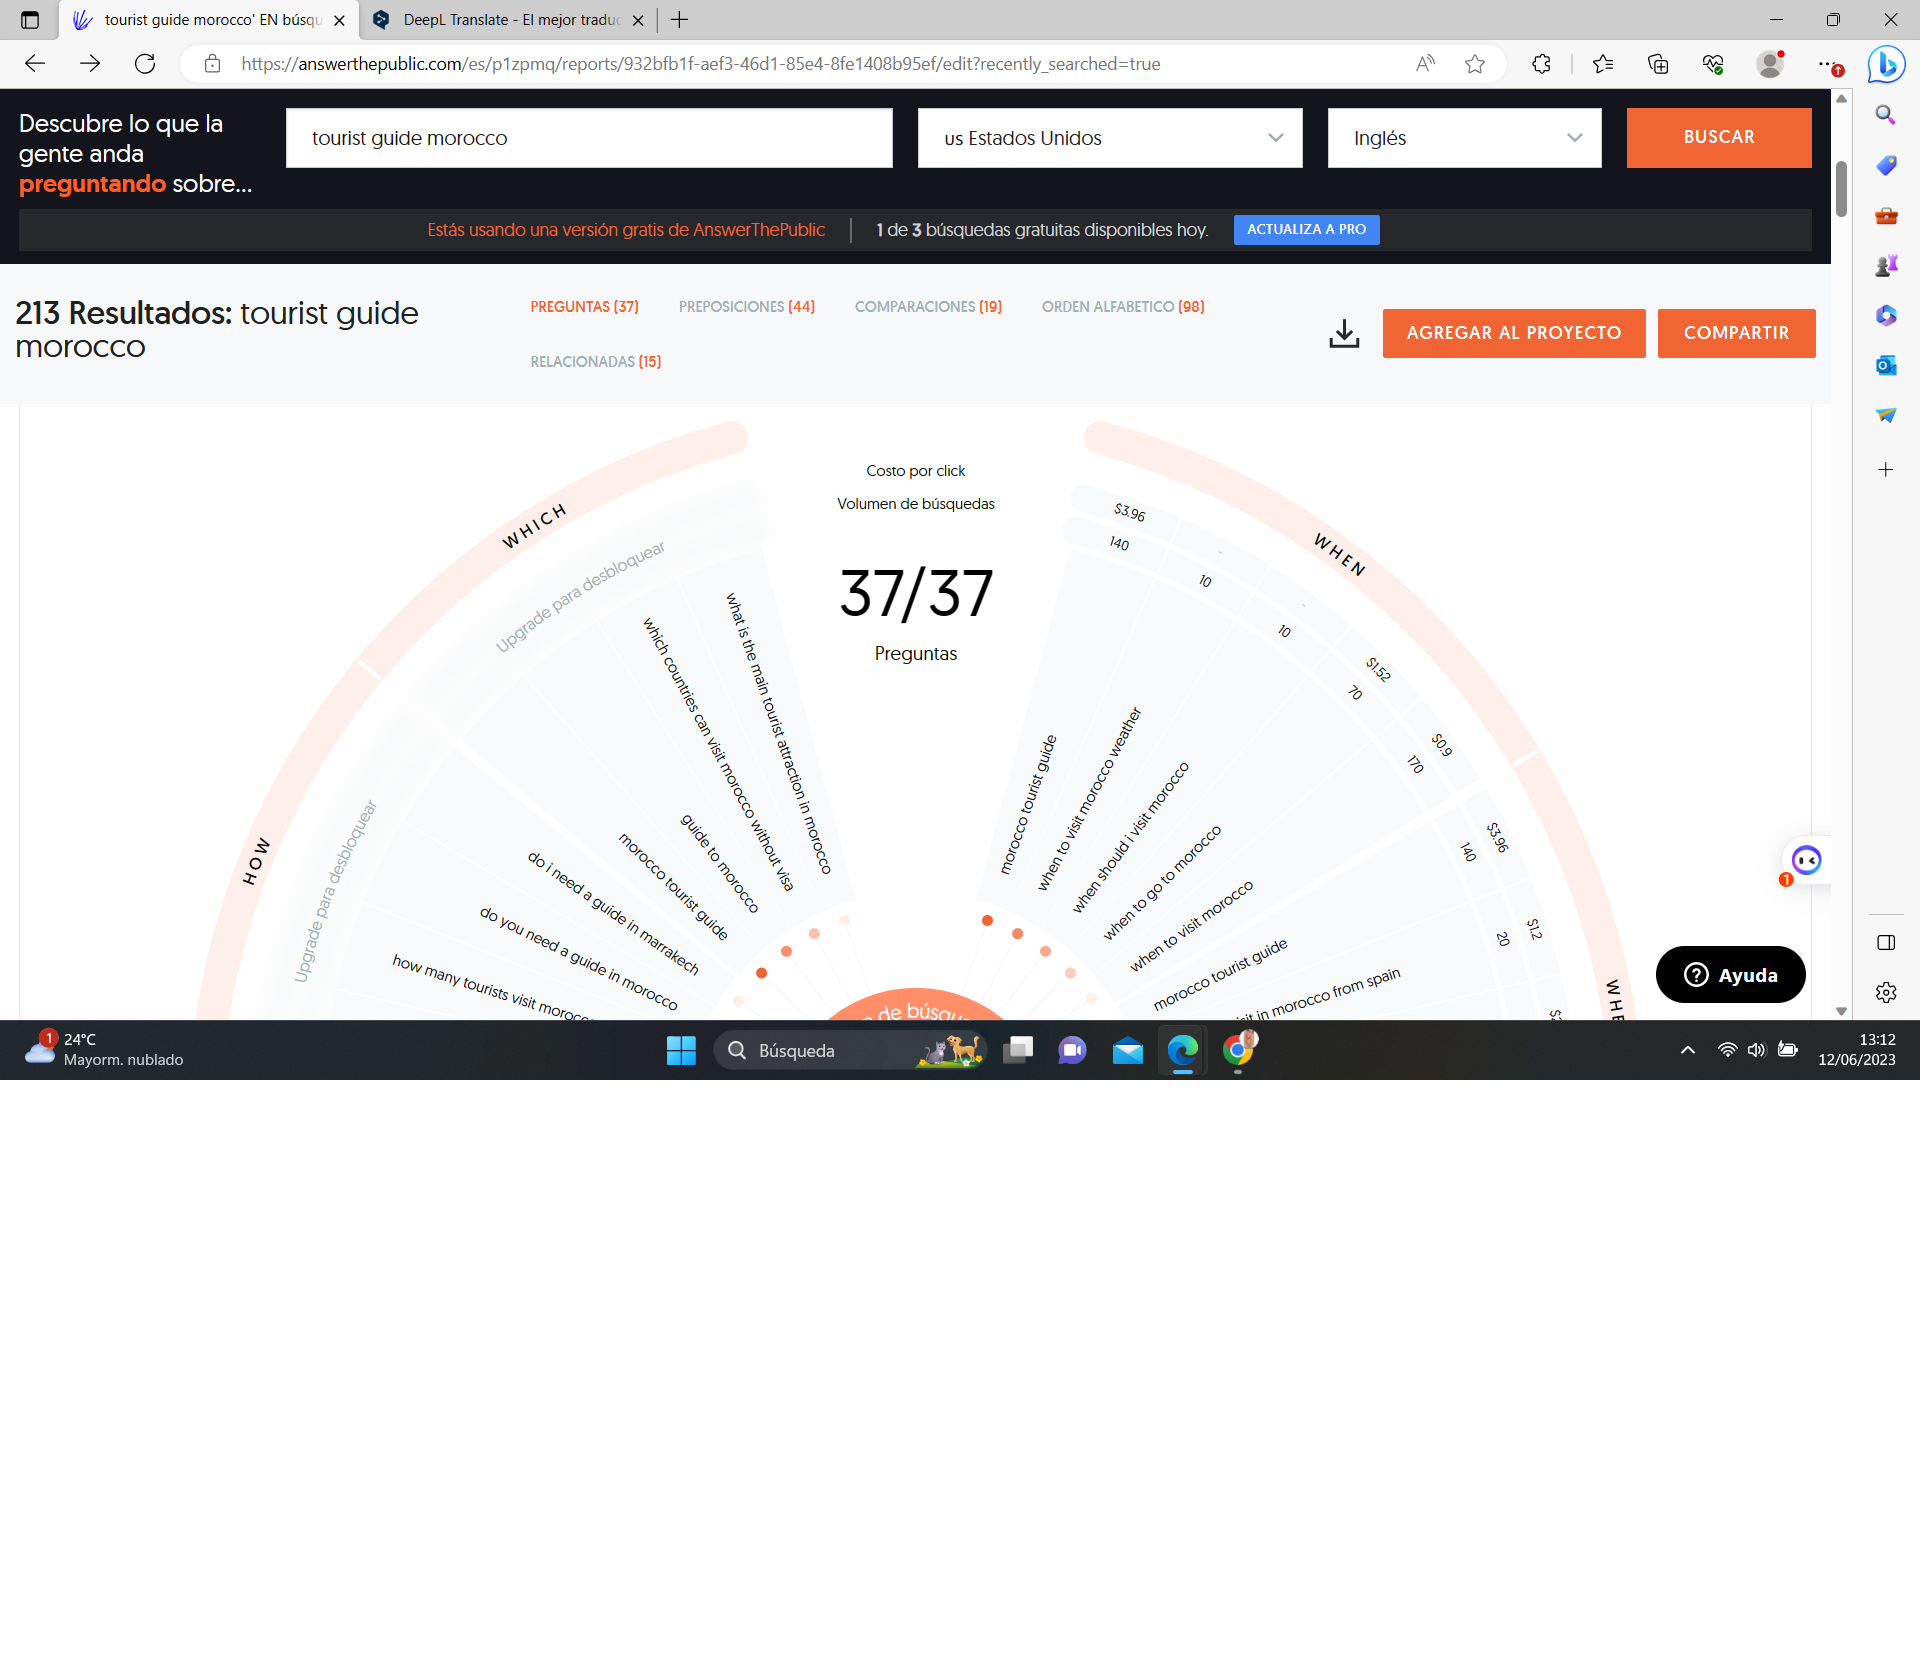 tourist guide morocco' EN búsqu
DeepL Translate - El mejor traduc
https://answerthepublic.com/es/p1zpmq/reports/932bfb1f-aef3-46d1-85e4-8fe1408b95ef/edit?recently_searched=true
Descubre lo que la
gente anda
preguntando sobre...
tourist guide morocco
us Estados Unidos
Inglés
BUSCAR
Estás usando una versión gratis de AnswerThePublic
1 de 3 búsquedas gratuitas disponibles hoy.
ACTUALIZA A PRO
213 Resultados: tourist guide
morocco
PREGUNTAS (37)
PREPOSICIONES (44)
COMPARACIONES (19)
ORDEN ALFABETICO (98)
RELACIONADAS (15)
AGREGAR AL PROYECTO
COMPARTIR
Costo por click
Volumen de búsquedas
37/37
Preguntas
HOW
Upgrade para desbloquear
how many tourists visit morocc
do you need a guide in morocco
do i need a guide in marrakech
WHICH
Upgrade para desbloquear
morocco tourist guide
guide to morocco
which countries can visit morocco without visa
what is the main tourist attraction in morocco
WHEN
$3.96
140
morocco tourist guide
-
10
when to visit morocco weather
-
10
when should i visit morocco
$1.52
70
when to go to morocco
$0.9
170
when to visit morocco
WHE
$3.96
140
morocco tourist guide
$1.2
20
sit in morocco from spain
n de búsqu
1
Ayuda
1
24°C
Mayorm. nublado
Búsqueda
13:12
12/06/2023